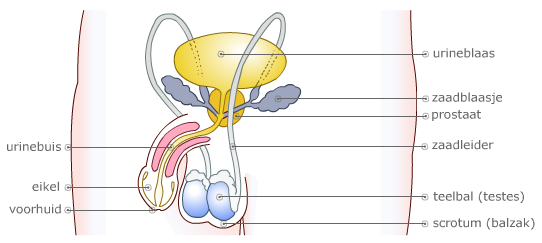 urineblaas
zaadblaasje
prostaat
urinebuis
zaadleider
eikel
teelbal (testes)
voorhuid
scrotum (balzak)